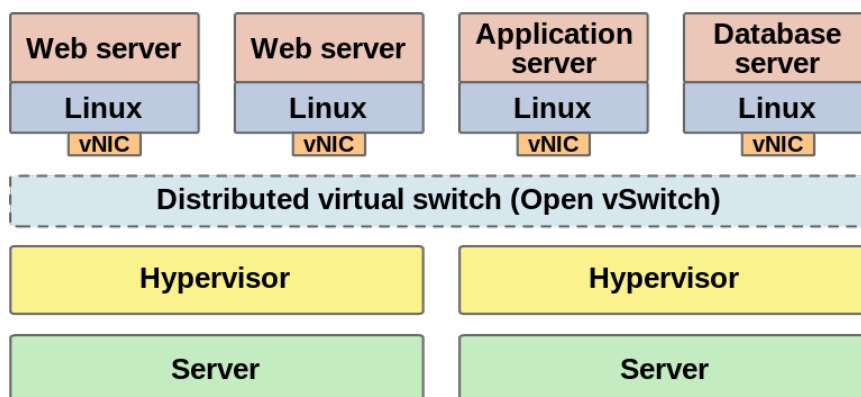 Web server
Web server
Application
server
Database
server
Linux
Linux
Linux
Linux
vNIC
vNIC
vNIC
vNIC
Distributed virtual switch (Open vSwitch)
Hypervisor
Hypervisor
Server
Server